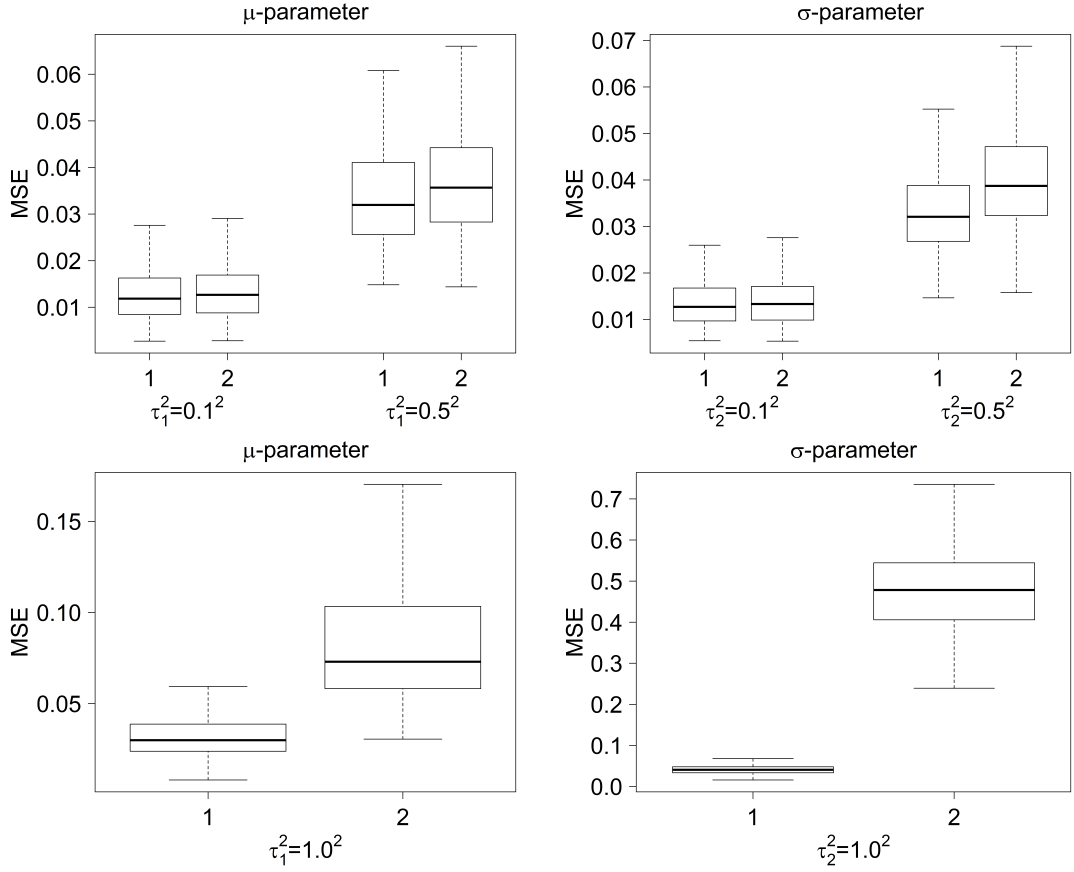 μ-parameter
MSE
0.06
0.05
0.04
0.03
0.02
0.01
1 2 1 2
τ₁²=0.1² τ₁²=0.5²
σ-parameter
MSE
0.07
0.06
0.05
0.04
0.03
0.02
0.01
1 2 1 2
τ₂²=0.1² τ₂²=0.5²
μ-parameter
MSE
0.15
0.10
0.05
1 2
τ₁²=1.0²
σ-parameter
MSE
0.7
0.6
0.5
0.4
0.3
0.2
0.1
0.0
1 2
τ₂²=1.0²